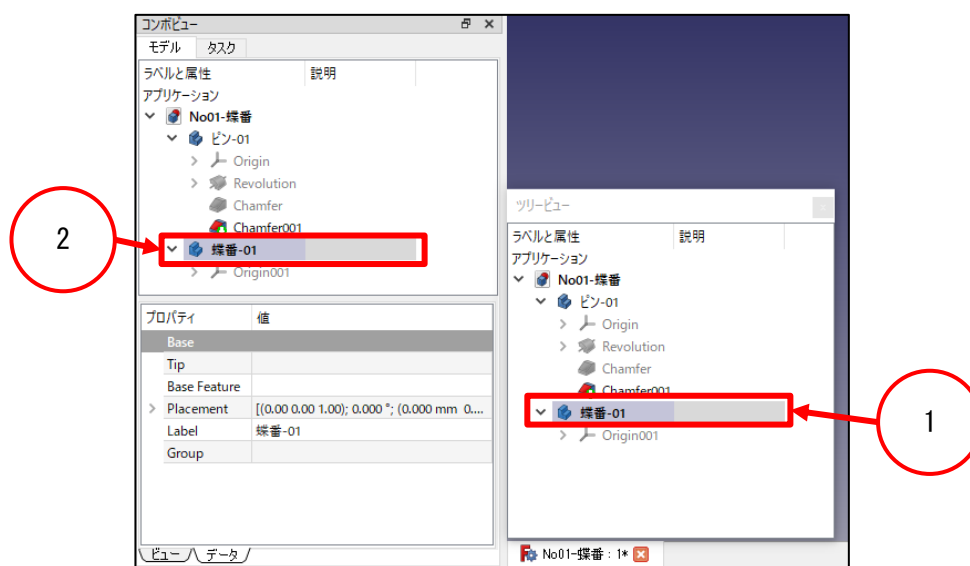 コンボビュー
モデル タスク
ラベルと属性 説明
アプリケーション
No01-蝶番
ピン-01
Origin
Revolution
Chamfer
Chamfer001
蝶番-01
Origin001
2
プロパティ 値
Base
Tip
Base Feature
Placement [(0.00 0.00 1.00); 0.000 °; (0.000 mm 0....
Label 蝶番-01
Group
ビュー データ
ツリービュー
ラベルと属性 説明
アプリケーション
No01-蝶番
ピン-01
Origin
Revolution
Chamfer
Chamfer001
蝶番-01
Origin001
1
No01-蝶番 : 1*